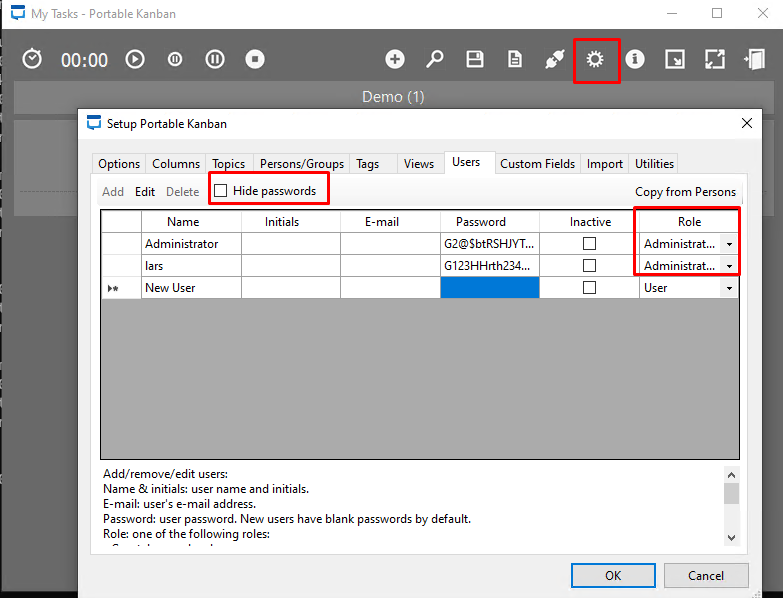 My Tasks - Portable Kanban
00:00
Demo (1)
Setup Portable Kanban
Options Columns Topics Persons/Groups Tags Views Users Custom Fields Import Utilities
Add Edit Delete Hide passwords Copy from Persons
Name Initials E-mail Password Inactive Role
Administrator G2@$btRSHJYT... Administrat...
lars G123HHrth234... Administrat...
New User User
Add/remove/edit users:
Name & initials: user name and initials.
E-mail: user's e-mail address.
Password: user password. New users have blank passwords by default.
Role: one of the following roles:
OK Cancel